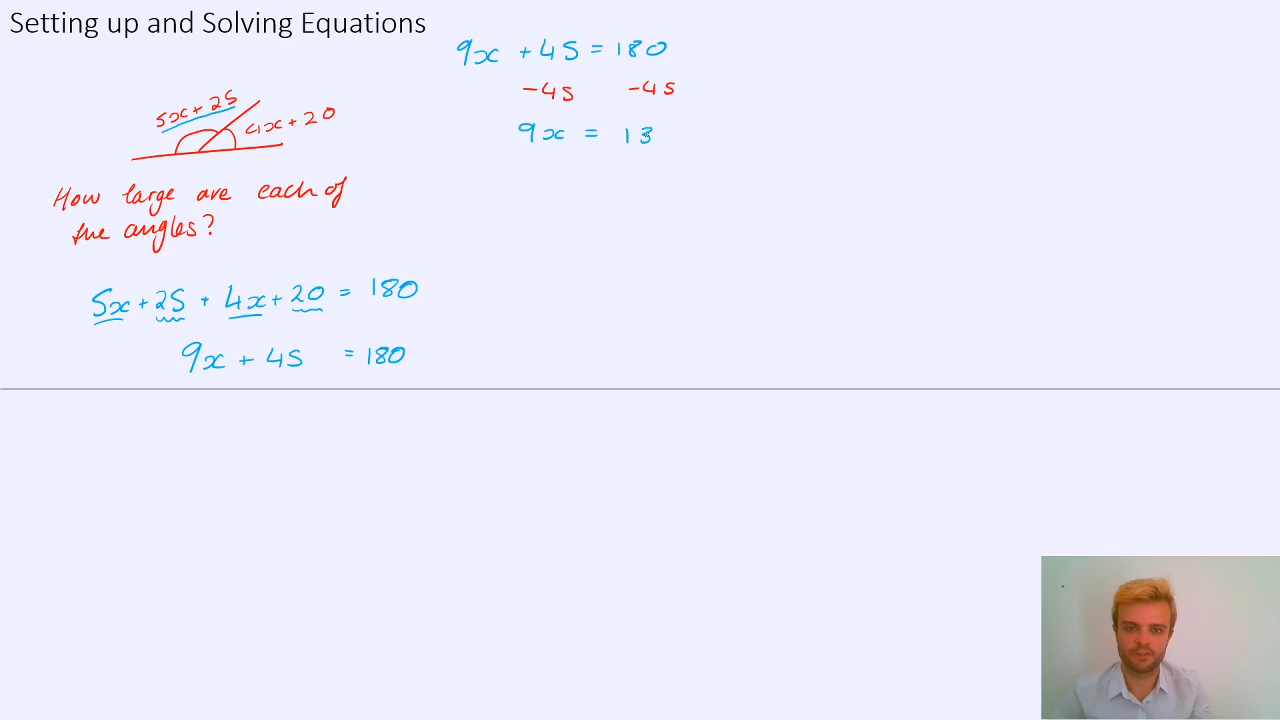 Setting up and Solving Equations
5x + 25
4x + 20
How large are each of
the angles?
5x + 25 + 4x + 20 = 180
9x + 45 = 180
9x + 45 = 180
-45 -45
9x = 13